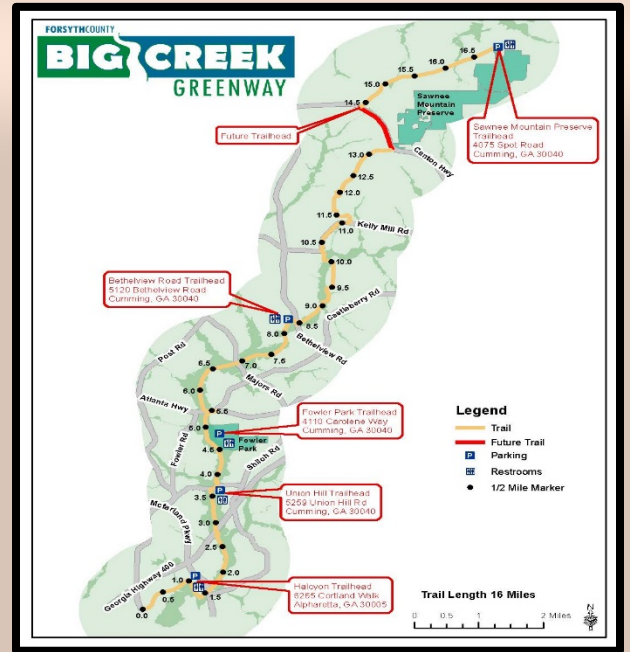 FORSYTHCOUNTY
BIG CREEK
GREENWAY
16.5
16.0
15.5
15.0
14.5
Sawnee
Mountain
Preserve
Future Trailhead
Sawnee Mountain Preserve
Trailhead
4075 Spot Road
Cumming, GA 30040
13.0
Canton Hwy
12.5
12.0
11.5
11.0
Kelly Mill Rd
10.5
10.0
Bethelview Road Trailhead
5120 Bethelview Road
Cumming, GA 30040
9.5
9.0
Castleberry Rd
8.5
8.0
Bethelview Rd
Post Rd
7.5
7.0
6.5
Majors Rd
6.0
Atlanta Hwy
5.5
Fowler Park Trailhead
4110 Carolene Way
Cumming, GA 30040
5.0
Fowler Rd
Fowler
Park
4.5
Shiloh Rd
4.0
Legend
Trail
Future Trail
P Parking
Restrooms
1/2 Mile Marker
3.5
Union Hill Trailhead
5259 Union Hill Rd
Cumming, GA 30040
Mcfarland Pkwy
3.0
2.5
2.0
Georgia Highway 400
1.0
1.5
Halcyon Trailhead
6265 Cortland Walk
Alpharetta, GA 30005
0.5
0.0
Trail Length 16 Miles
0 0.5 1 2 Miles
N